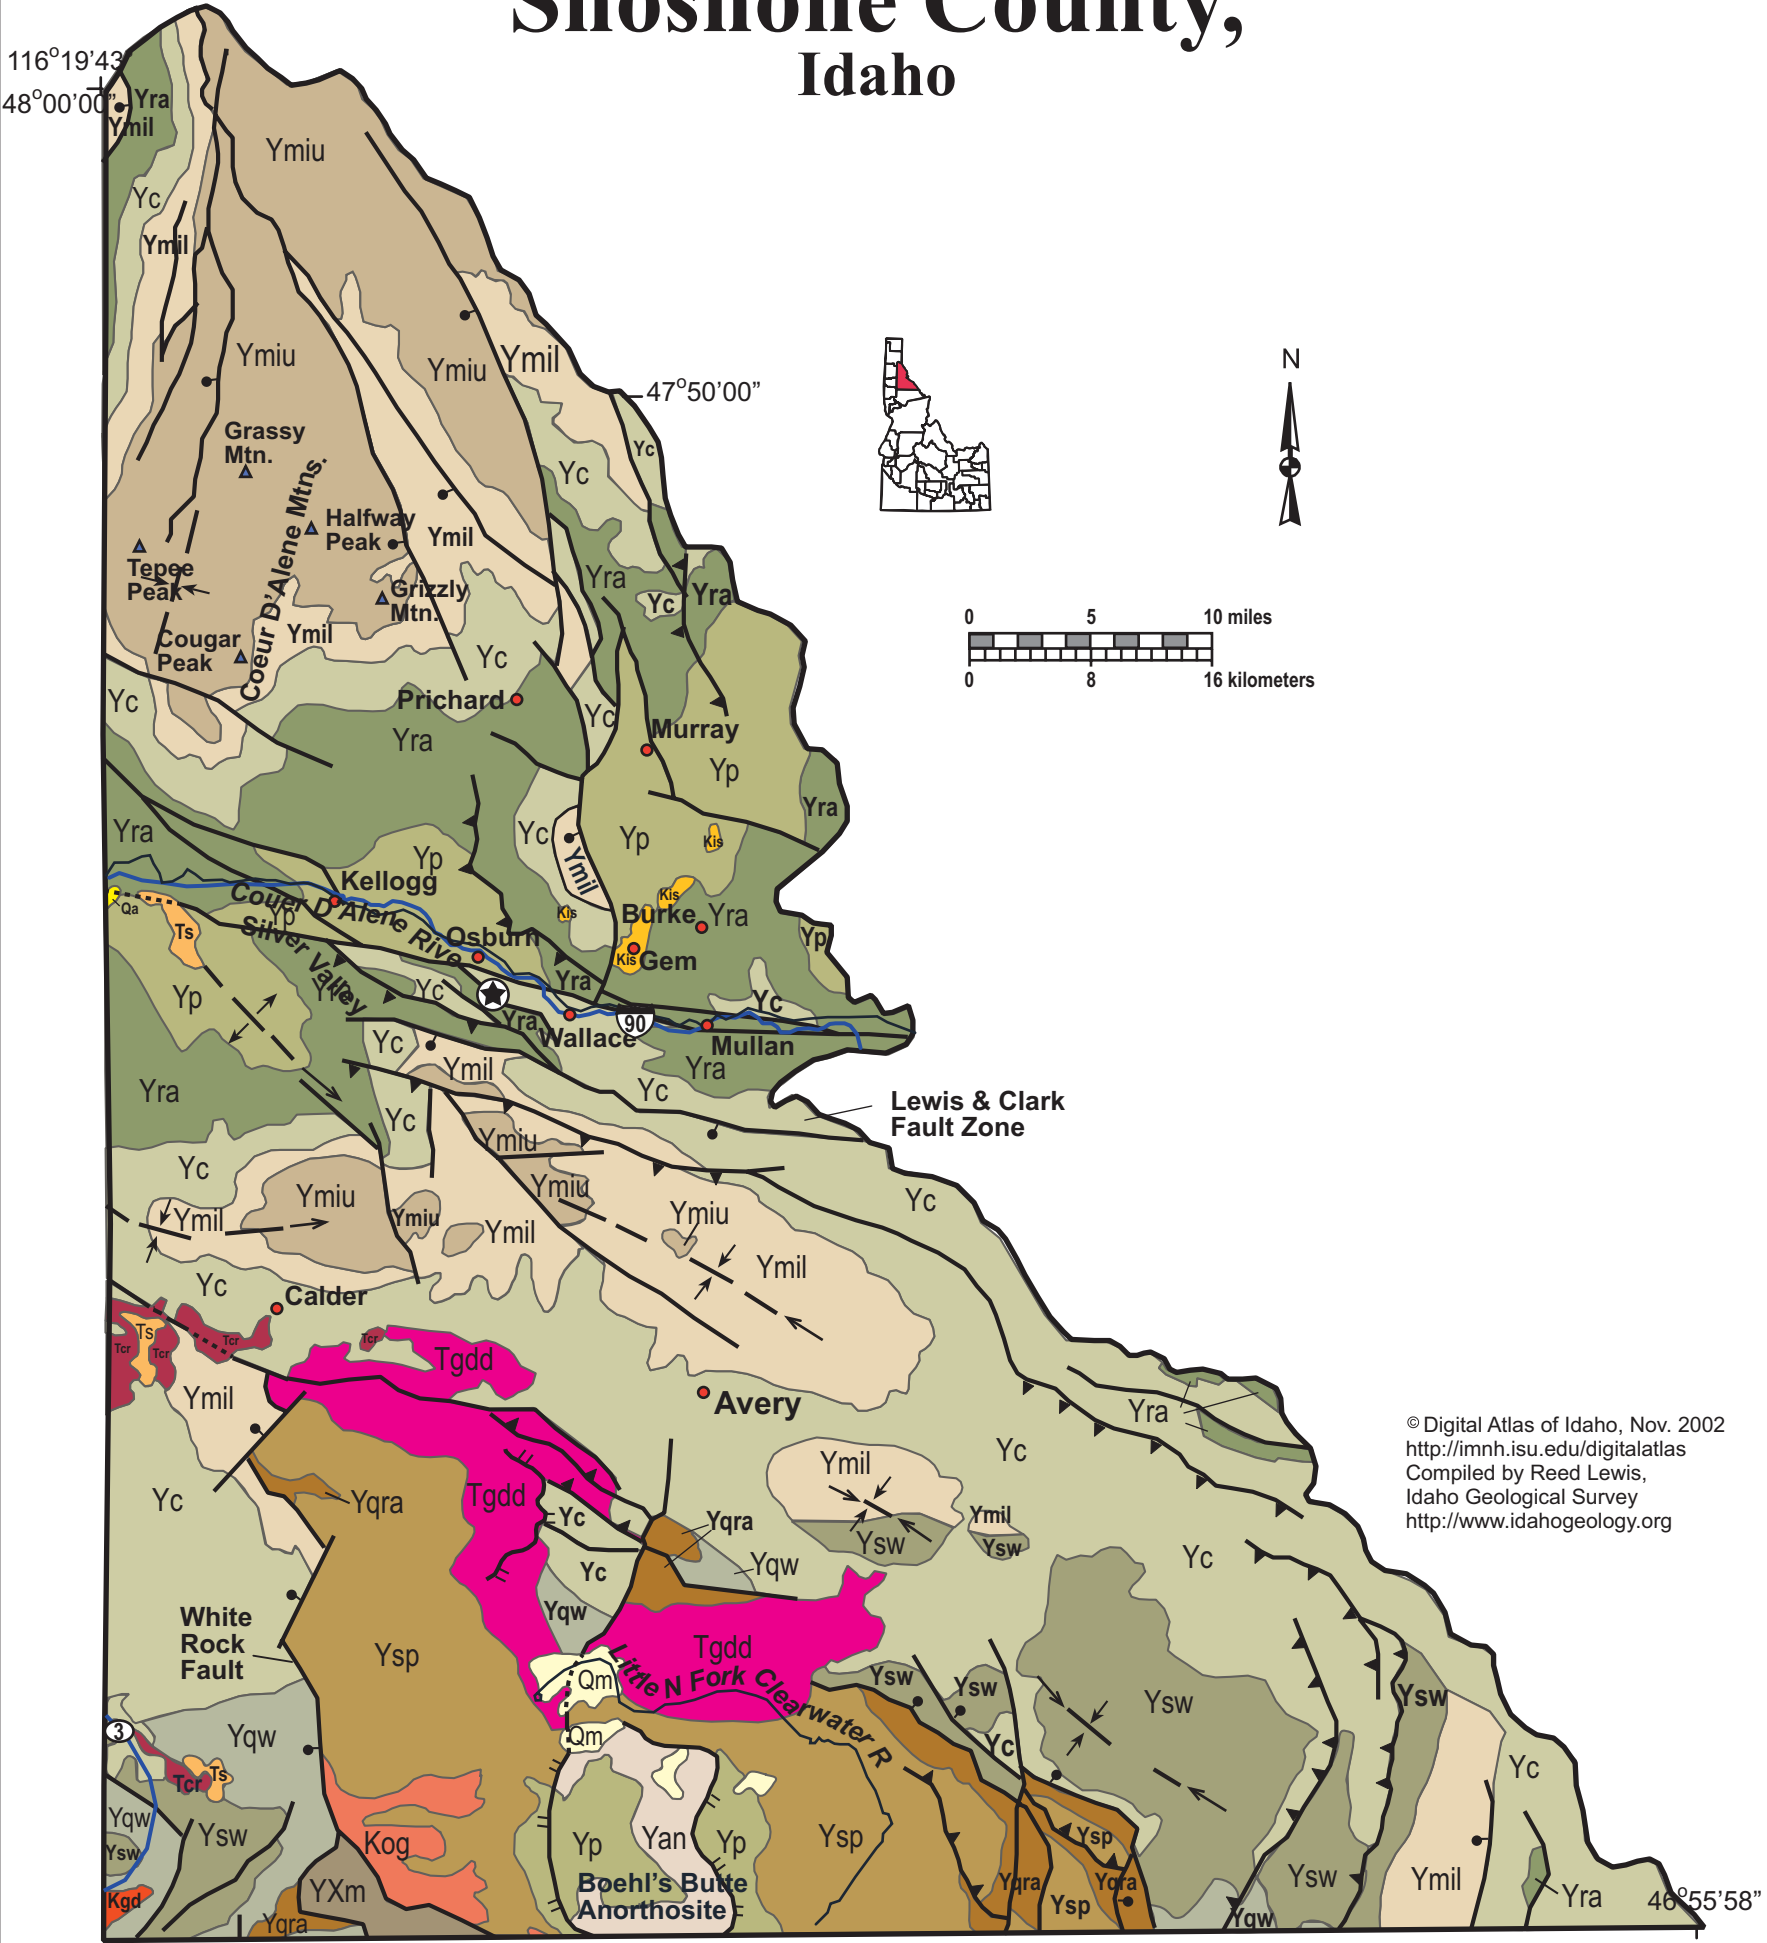 Shoshone County,
Idaho
116°19'43"
48°00'00"
Yra
Ymil
Ymiu
Yc
Ymil
Ymiu
Ymiu
Ymil
47°50'00"
Grassy
Mtn.
Yc
Yc
Coeur D'Alene Mtns.
Halfway
Peak
Ymil
N
Tepee
Peak
Grizzly
Mtn.
Yra
Yc
Yra
0 5 10 miles
0 8 16 kilometers
Cougar
Peak
Ymil
Yc
Yc
Prichard
Yc
Murray
Yra
Yp
Yra
Yra
Yc
Yp
Kis
Ymil
Yp
Kellogg
Kis
Qa
Ts
Couer D'Alene River
Yp
Silver Valley
Osburn
Kis
Burke
Yra
Yp
Kis
Gem
Yp
Yra
Yc
Yra
Yc
Yra
Wallace
90
Mullan
Yc
Ymil
Yra
Yra
Yc
Lewis & Clark
Fault Zone
Yc
Ymiu
Yc
Ymiu
Ymiu
Yc
Ymil
Ymiu
Ymil
Ymiu
Ymil
Yc
Calder
Ts
Tcr
Tcr
Tcr
Tcr
Tgdd
Ymil
Avery
Yra
© Digital Atlas of Idaho, Nov. 2002
http://imnh.isu.edu/digitalatlas
Compiled by Reed Lewis,
Idaho Geological Survey
http://www.idahogeology.org
Yc
Ymil
Yc
Yqra
Tgdd
Yc
Yqra
Ymil
Ysw
Ysw
Yqw
Yc
Yc
Yqw
White
Rock
Fault
Ysp
Tgdd
Little N Fork Clearwater R
Qm
Ysw
Ysw
Ysw
Ysw
3
Yqw
Qm
Yc
Yc
Tcr
Ts
Yqw
Ysw
Ysw
Kog
Yp
Yan
Yp
Ysp
Ysp
Boehl's Butte
Anorthosite
Kgd
YXm
Yqra
Yqra
Ysp
Yqra
Ysw
Yqw
Ymil
Yra
46°55'58"